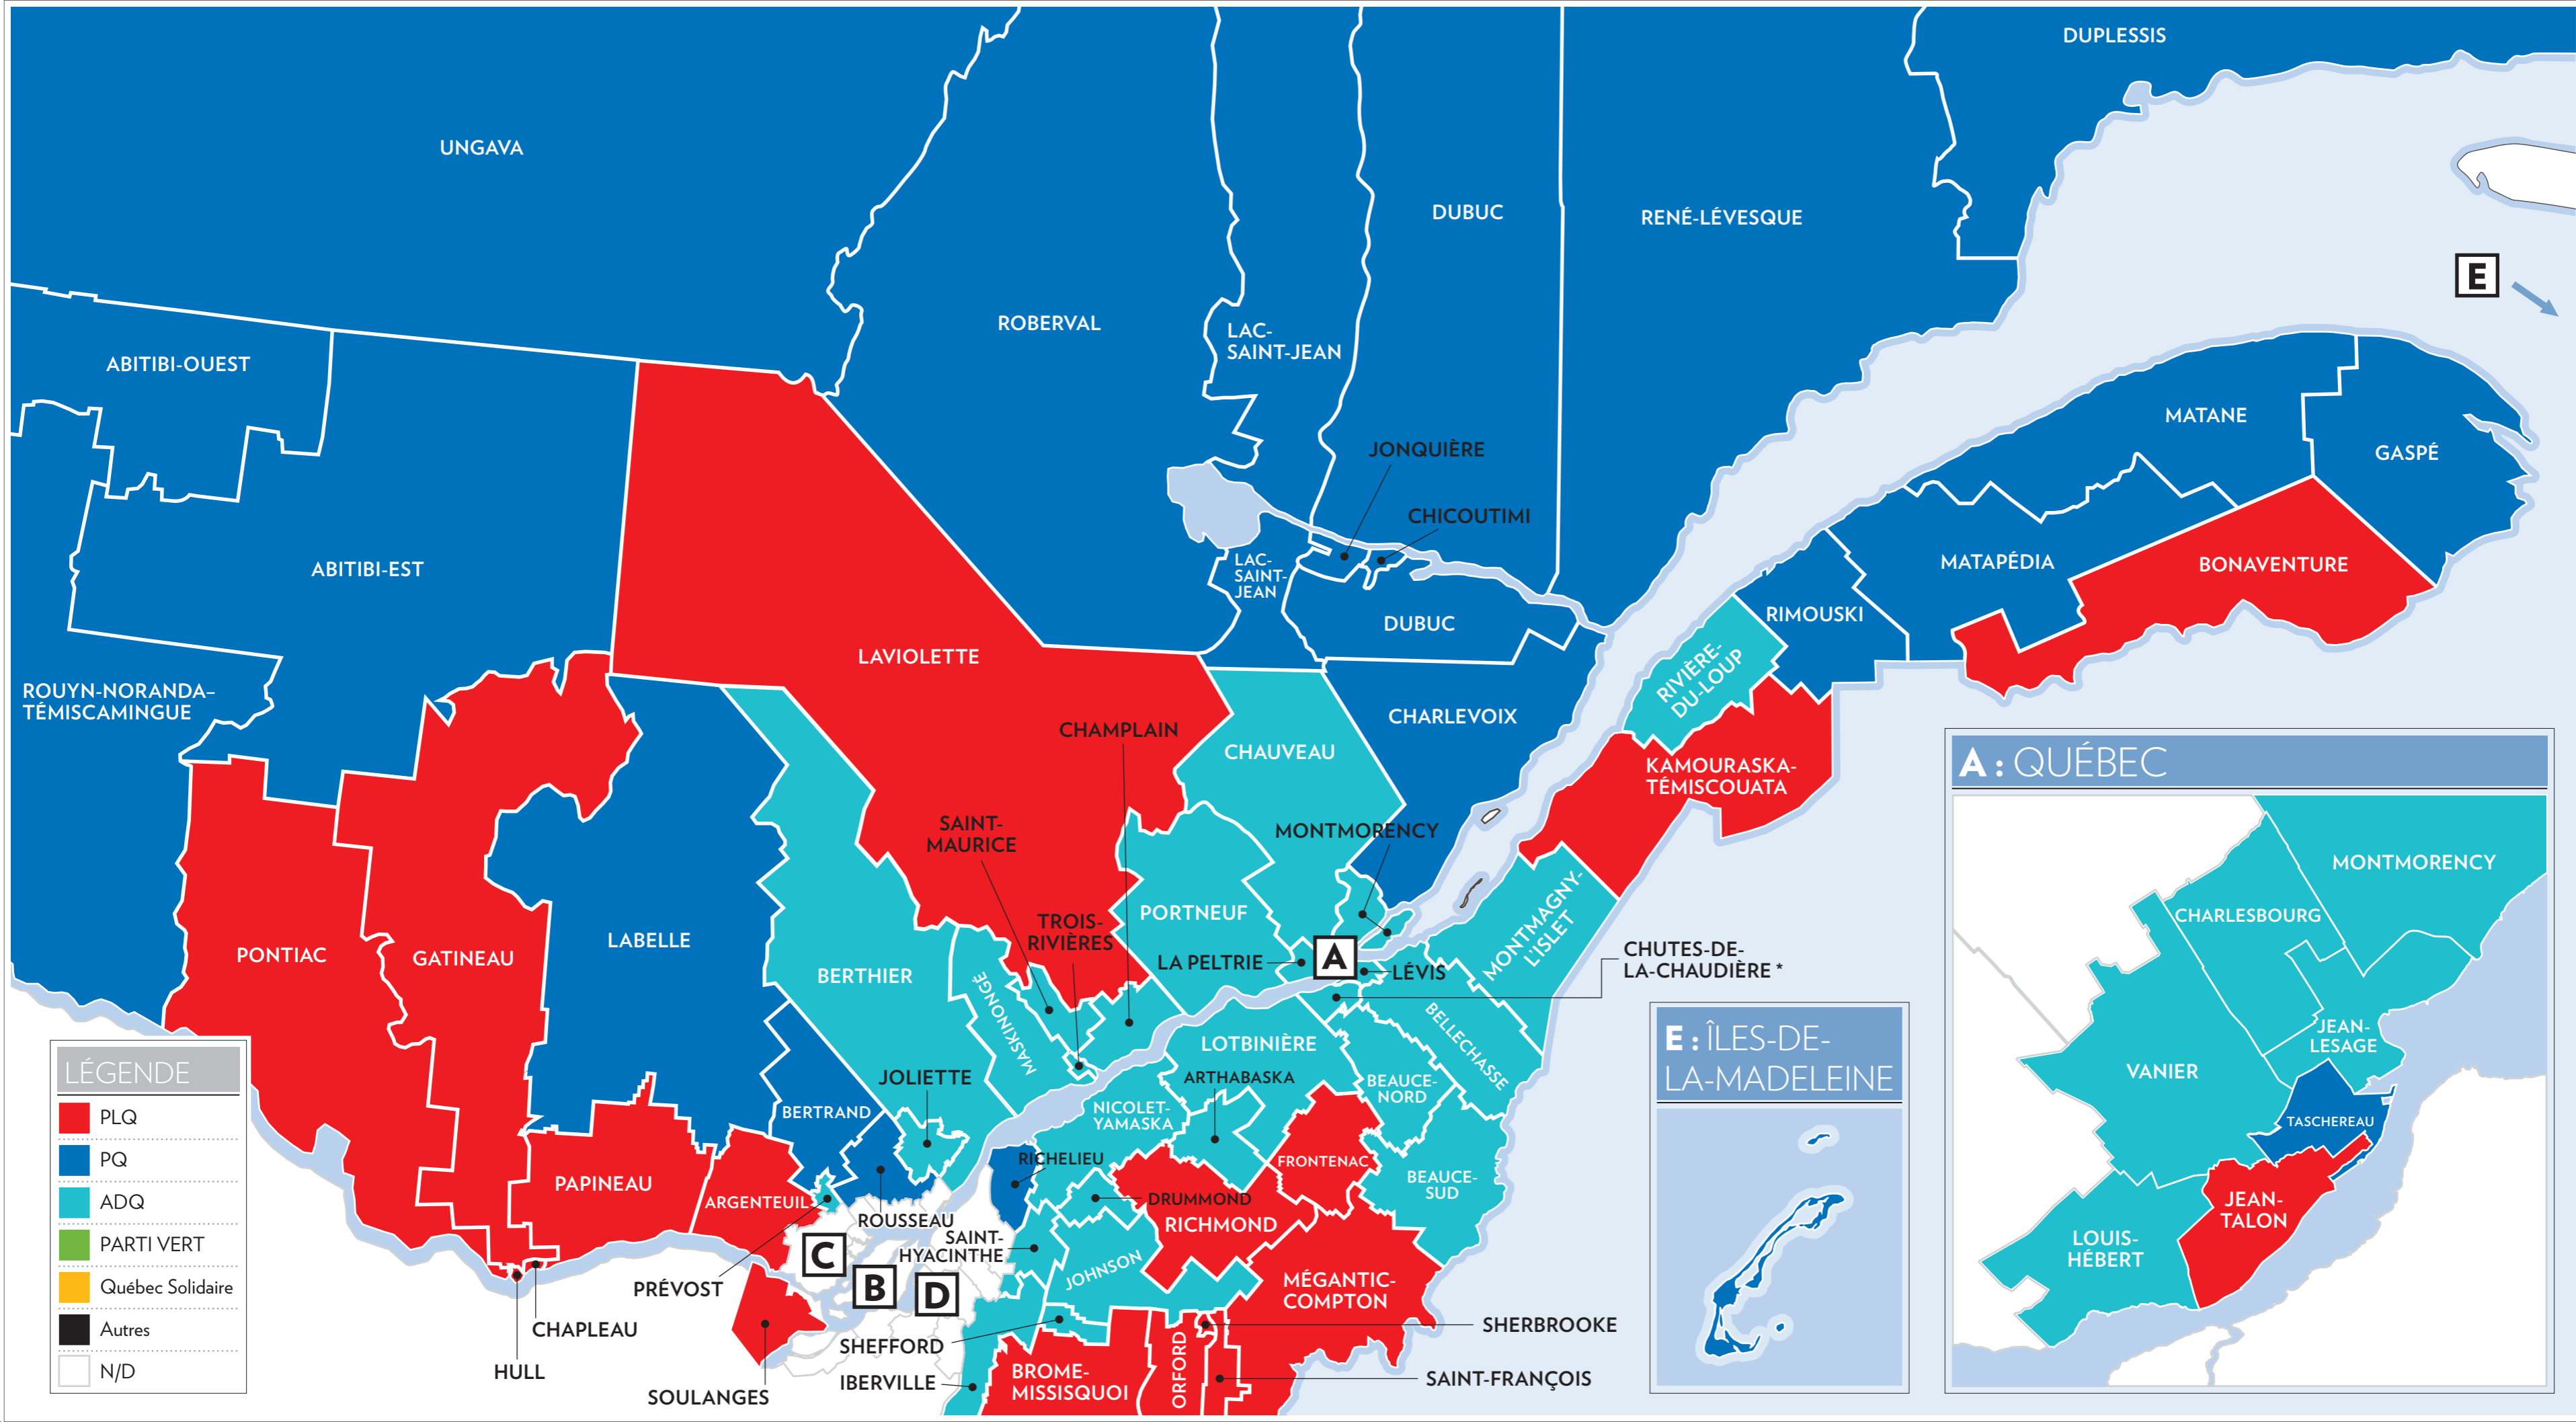 DUPLESSIS
UNGAVA
DUBUC
RENÉ-LÉVESQUE
E
ROBERVAL
LAC-
SAINT-JEAN
ABITIBI-OUEST
MATANE
JONQUIÈRE
GASPÉ
CHICOUTIMI
ABITIBI-EST
LAC-
SAINT-
JEAN
MATAPÉDIA
BONAVENTURE
RIMOUSKI
DUBUC
LAVIOLETTE
RIVIÈRE-
DU-LOUP
ROUYN-NORANDA–
TÉMISCAMINGUE
CHARLEVOIX
CHAMPLAIN
CHAUVEAU
KAMOURASKA-
TÉMISCOUATA
SAINT-
MAURICE
MONTMORENCY
PORTNEUF
TROIS-
RIVIÈRES
MONTMAGNY-
L'ISLET
LABELLE
PONTIAC
GATINEAU
BERTHIER
MASKINONGÉ
LA PELTRIE
A
LÉVIS
CHUTES-DE-
LA-CHAUDIÈRE *
BELLECHASSE
LOTBINIÈRE
JOLIETTE
ARTHABASKA
BEAUCE-
NORD
BERTRAND
NICOLET-
YAMASKA
RICHELIEU
FRONTENAC
PAPINEAU
ARGENTEUIL
DRUMMOND
BEAUCE-
SUD
ROUSSEAU
RICHMOND
SAINT-
HYACINTHE
C
JOHNSON
PRÉVOST
B
D
MÉGANTIC-
COMPTON
CHAPLEAU
SHERBROOKE
SHEFFORD
HULL
BROME-
MISSISQUOI
ORFORD
SOULANGES
IBERVILLE
SAINT-FRANÇOIS
LÉGENDE
PLQ
PQ
ADQ
PARTI VERT
Québec Solidaire
Autres
N/D
E : ÎLES-DE-
LA-MADELEINE
A : QUÉBEC
MONTMORENCY
CHARLESBOURG
JEAN-
LESAGE
VANIER
TASCHEREAU
JEAN-
TALON
LOUIS-
HÉBERT